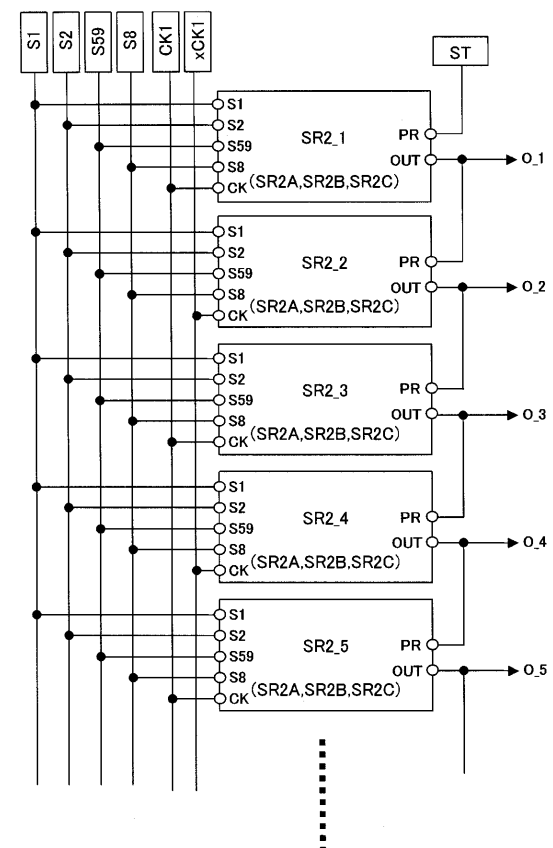 S1 S2 S59 S8 CK1 xCK1
ST
S1
S2
S59
S8
CK
SR2_1
(SR2A,SR2B,SR2C)
PR
OUT
O_1
S1
S2
S59
S8
CK
SR2_2
(SR2A,SR2B,SR2C)
PR
OUT
O_2
S1
S2
S59
S8
CK
SR2_3
(SR2A,SR2B,SR2C)
PR
OUT
O_3
S1
S2
S59
S8
CK
SR2_4
(SR2A,SR2B,SR2C)
PR
OUT
O_4
S1
S2
S59
S8
CK
SR2_5
(SR2A,SR2B,SR2C)
PR
OUT
O_5